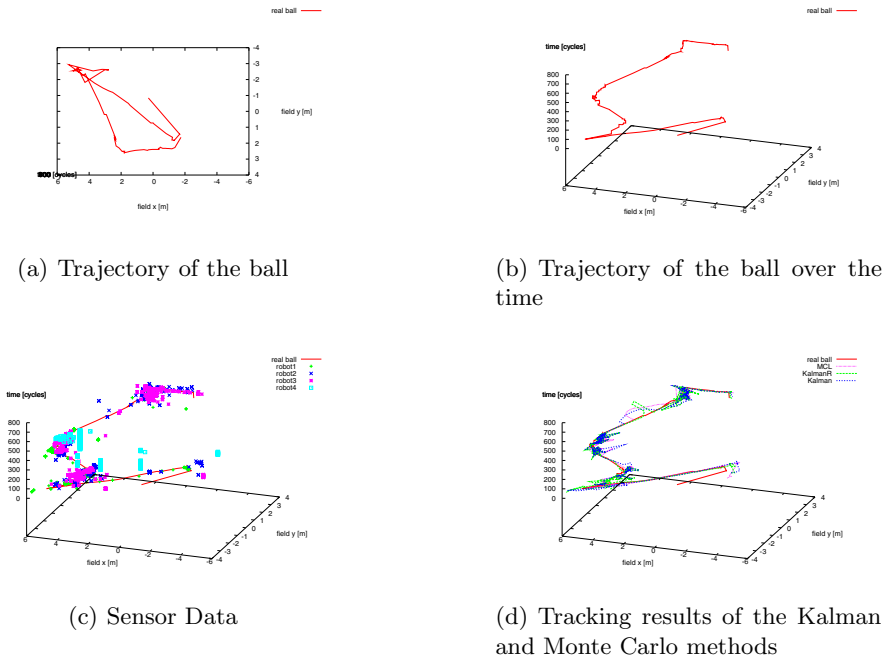 real ball
-4
-3
-2
-1
0
1
2
3
4
field y [m]
[cycles]
6 4 2 0 -2 -4 -6
field x [m]
(a) Trajectory of the ball
real ball
time [cycles]
800
700
600
500
400
300
200
100
0
6 4 2 0 -2 -4 -6
field x [m]
-4 -3 -2 -1 0 1 2 3 4
field y [m]
(b) Trajectory of the ball over the
time
real ball
robot1
robot2
robot3
robot4
time [cycles]
800
700
600
500
400
300
200
100
0
6 4 2 0 -2 -4 -6
field x [m]
-4 -3 -2 -1 0 1 2 3 4
field y [m]
(c) Sensor Data
real ball
MCL
KalmanR
Kalman
time [cycles]
800
700
600
500
400
300
200
100
0
6 4 2 0 -2 -4 -6
field x [m]
-4 -3 -2 -1 0 1 2 3 4
field y [m]
(d) Tracking results of the Kalman
and Monte Carlo methods